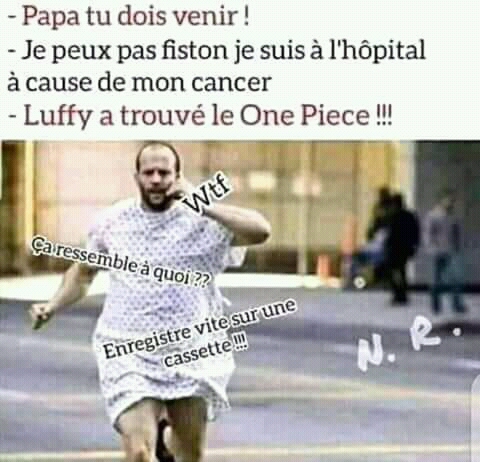 - Papa tu dois venir !
- Je peux pas fiston je suis à l'hôpital
à cause de mon cancer
- Luffy a trouvé le One Piece !!!
Wtf
Ça ressemble à quoi ??
Enregistre vite sur une
cassette !!!
N. R.